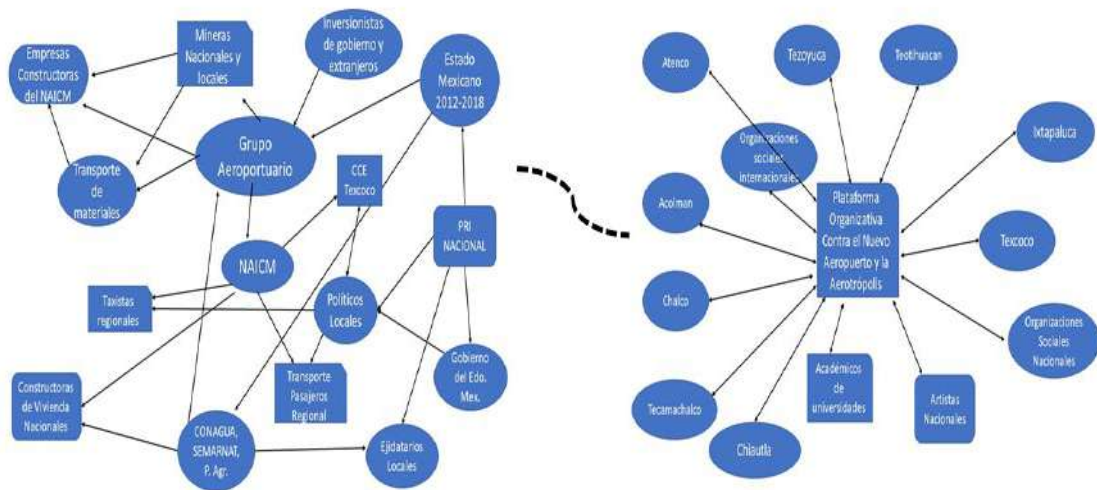 Empresas
Constructoras
del NAICM
Mineras
Nacionales y
locales
Inversionistas
de gobierno y
extranjeros
Estado
Mexicano
2012-2018
Grupo
Aeroportuario
Transporte
de
materiales
CCE
Texcoco
PRI
NACIONAL
NAICM
Taxistas
regionales
Políticos
Locales
Gobierno
del Edo.
Mex.
Transporte
Pasajeros
Regional
Constructoras
de Viviencia
Nacionales
CONAGUA,
SEMARNAT,
P. Agr.
Ejidatarios
Locales
Atenco
Tezoyuca
Teotihuacan
Ixtapaluca
Organizaciones
sociales
internacionales
Acolman
Plataforma
Organizativa
Contra el Nuevo
Aeropuerto y la
Aerotrópolis
Texcoco
Chalco
Organizaciones
Sociales
Nacionales
Tecamachalco
Académicos
de
universidades
Artistas
Nacionales
Chiautla